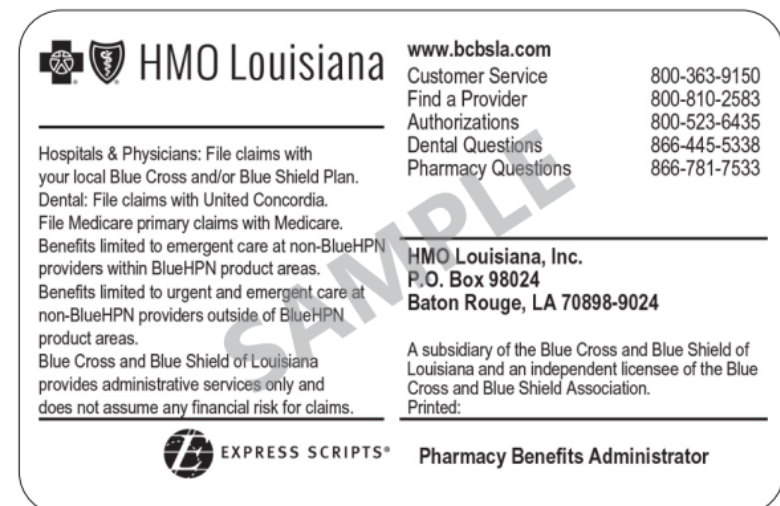 HMO Louisiana
Hospitals & Physicians: File claims with
your local Blue Cross and/or Blue Shield Plan.
Dental: File claims with United Concordia.
File Medicare primary claims with Medicare.
Benefits limited to emergent care at non-BlueHPN
providers within BlueHPN product areas.
Benefits limited to urgent and emergent care at
non-BlueHPN providers outside of BlueHPN
product areas.
Blue Cross and Blue Shield of Louisiana
provides administrative services only and
does not assume any financial risk for claims.
www.bcbsla.com
Customer Service 800-363-9150
Find a Provider 800-810-2583
Authorizations 800-523-6435
Dental Questions 866-445-5338
Pharmacy Questions 866-781-7533
HMO Louisiana, Inc.
P.O. Box 98024
Baton Rouge, LA 70898-9024
A subsidiary of the Blue Cross and Blue Shield of
Louisiana and an independent licensee of the Blue
Cross and Blue Shield Association.
Printed:
SAMPLE
EXPRESS SCRIPTS®
Pharmacy Benefits Administrator